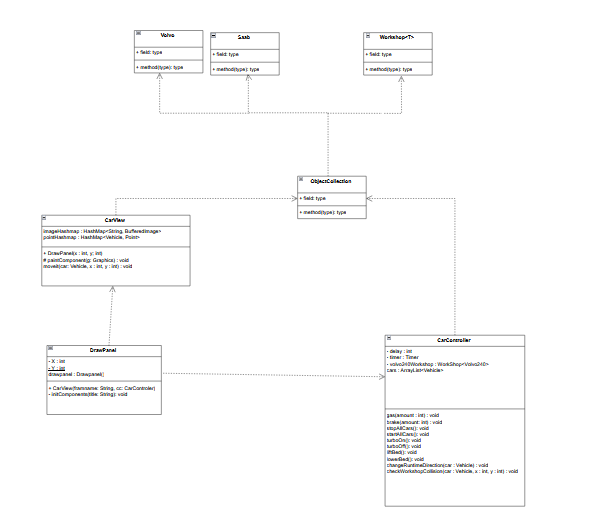 Volvo
+ field: type
+ method(type): type
Saab
+ field: type
+ method(type): type
Workshop<T>
+ field: type
+ method(type): type
ObjectCollection
+ field: type
+ method(type): type
CarView
imageHashmap : HashMap<String, BufferedImage>
pointHashmap : HashMap<Vehicle, Point>
+ DrawPanel(x : int, y: int)
# paintComponent(g: Graphics) : void
moveit(car: Vehicle, x : int, y : int) : void
DrawPanel
- X : int
- Y : int
drawpanel : Drawpanel(
+ CarView(framname: String, cc: CarControler)
- initComponents(title: String): void
CarController
- delay : int
- timer : Timer
- volvo240Workshop : WorkShop<Volvo240>
cars : ArrayList<Vehicle>
gas(amount : int) : void
brake(amount: int) : void
stopAllCars(): void
startAllCars(): void
turboOn(): void
turboOff(): void
liftBed(): void
lowerBed(): void
changeRuntimeDirection(car : Vehicle) : void
checkWorkshopCollision(car : Vehicle, x : int, y : int) : void